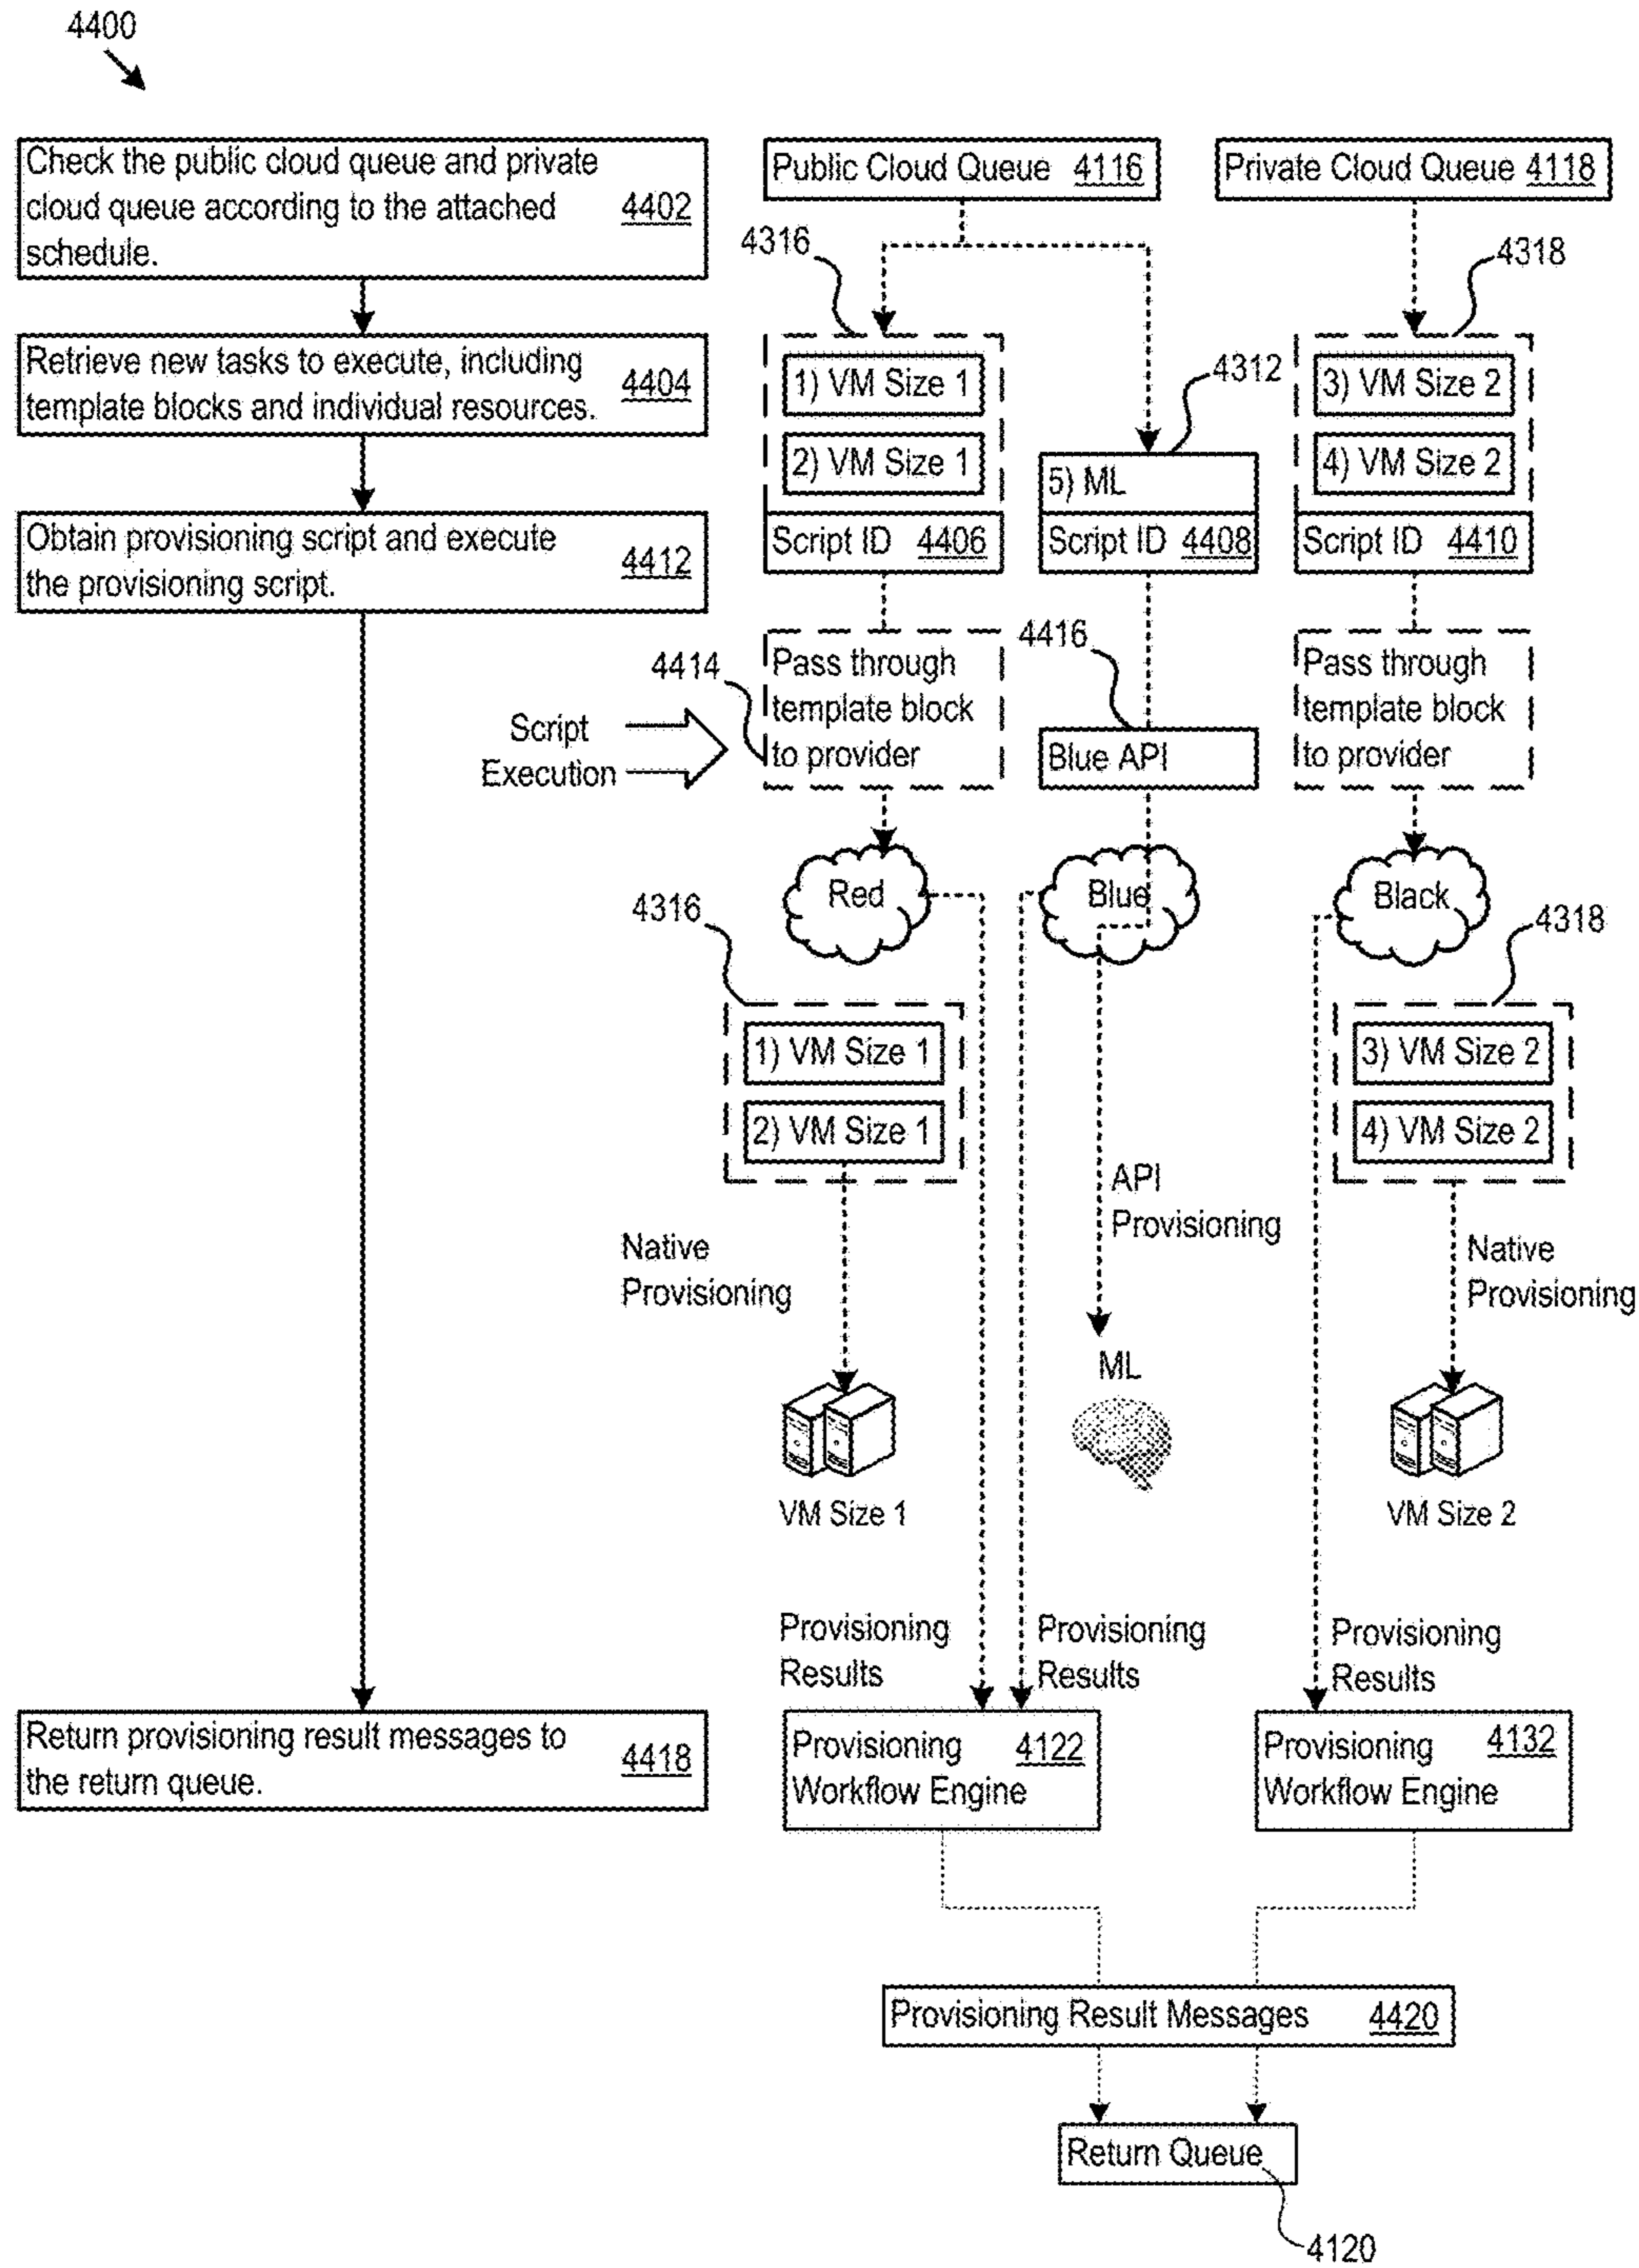 4400
Check the public cloud queue and private
cloud queue according to the attached
schedule.
4402
Retrieve new tasks to execute, including
template blocks and individual resources.
4404
Obtain provisioning script and execute
the provisioning script.
4412
Return provisioning result messages to
the return queue.
4418
Public Cloud Queue 4116
Private Cloud Queue 4118
4316
4318
1) VM Size 1
2) VM Size 1
Script ID 4406
4312
5) ML
Script ID 4408
3) VM Size 2
4) VM Size 2
Script ID 4410
4414
Script
Execution
Pass through
template block
to provider
4416
Blue API
Pass through
template block
to provider
Red
Blue
Black
4316
4318
1) VM Size 1
2) VM Size 1
3) VM Size 2
4) VM Size 2
Native
Provisioning
API
Provisioning
Native
Provisioning
VM Size 1
ML
VM Size 2
Provisioning
Results
Provisioning
Results
Provisioning
Results
Provisioning
Workflow Engine
4122
Provisioning
Workflow Engine
4132
Provisioning Result Messages 4420
Return Queue
4120